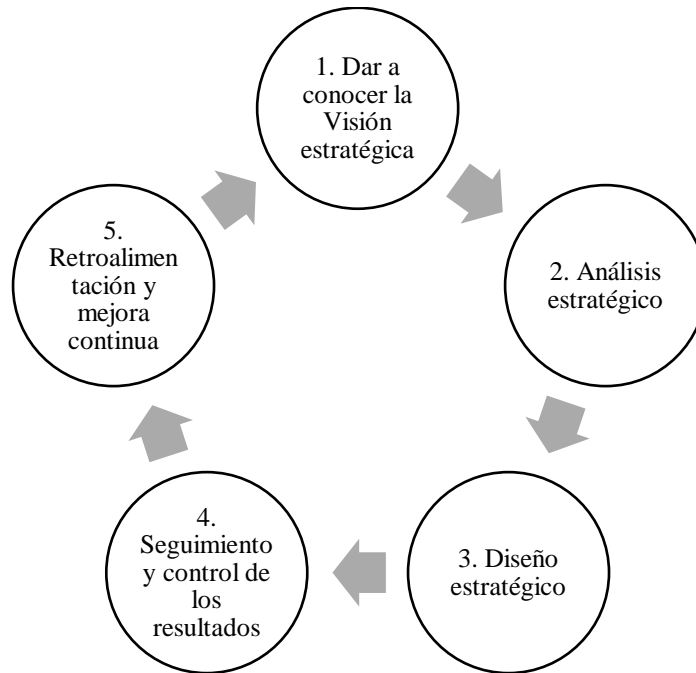 1. Dar a
conocer la
Visión
estratégica
2. Análisis
estratégico
3. Diseño
estratégico
4.
Seguimiento
y control de
los
resultados
5.
Retroalimen
tación y
mejora
continua